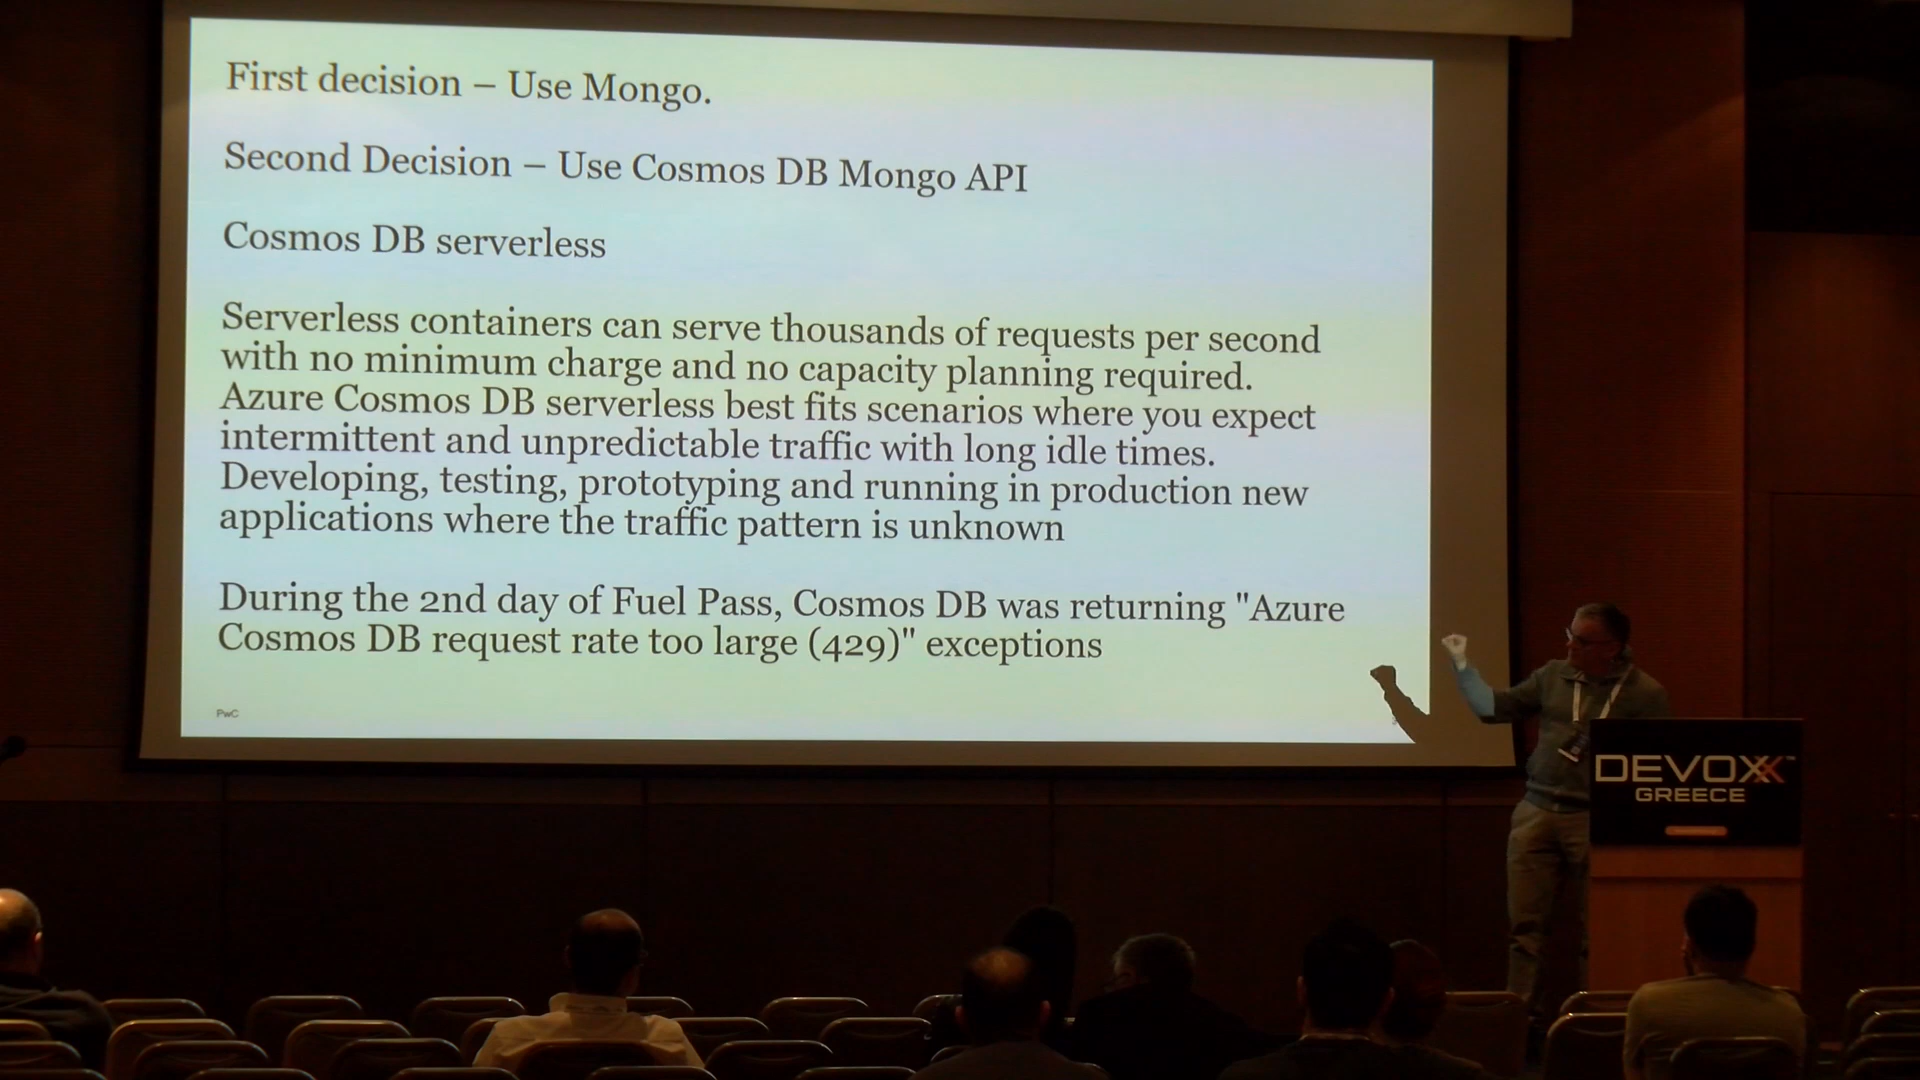 First decision – Use Mongo.
Second Decision – Use Cosmos DB Mongo API
Cosmos DB serverless
Serverless containers can serve thousands of requests per second
with no minimum charge and no capacity planning required.
Azure Cosmos DB serverless best fits scenarios where you expect
intermittent and unpredictable traffic with long idle times.
Developing, testing, prototyping and running in production new
applications where the traffic pattern is unknown
During the 2nd day of Fuel Pass, Cosmos DB was returning "Azure
Cosmos DB request rate too large (429)" exceptions
PwC
DEVOXX™
GREECE